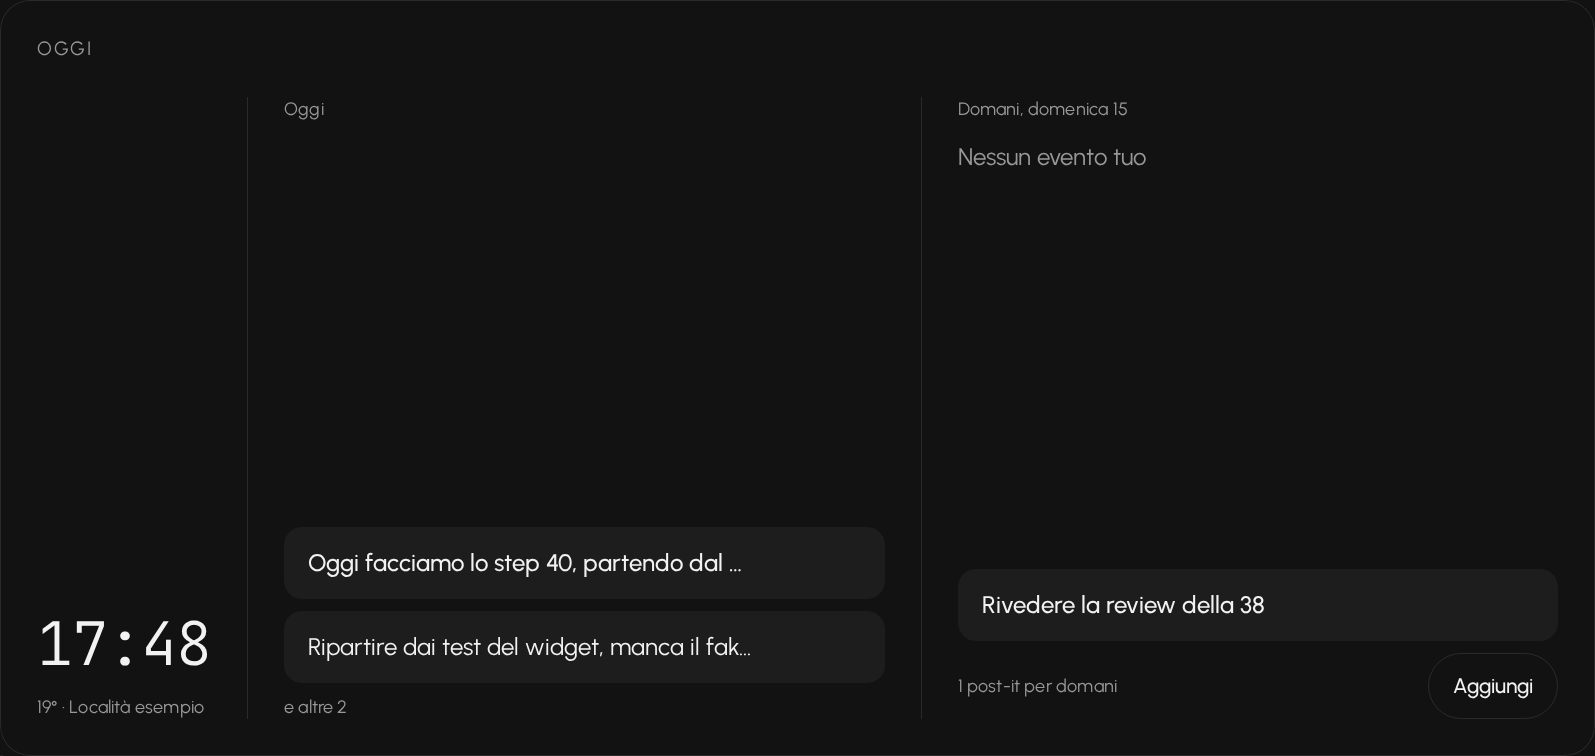 OGGI
17:48
19° · Località esempio
Oggi
Oggi facciamo lo step 40, partendo dal ...
Ripartire dai test del widget, manca il fak...
e altre 2
Domani, domenica 15
Nessun evento tuo
Rivedere la review della 38
1 post-it per domani
Aggiungi